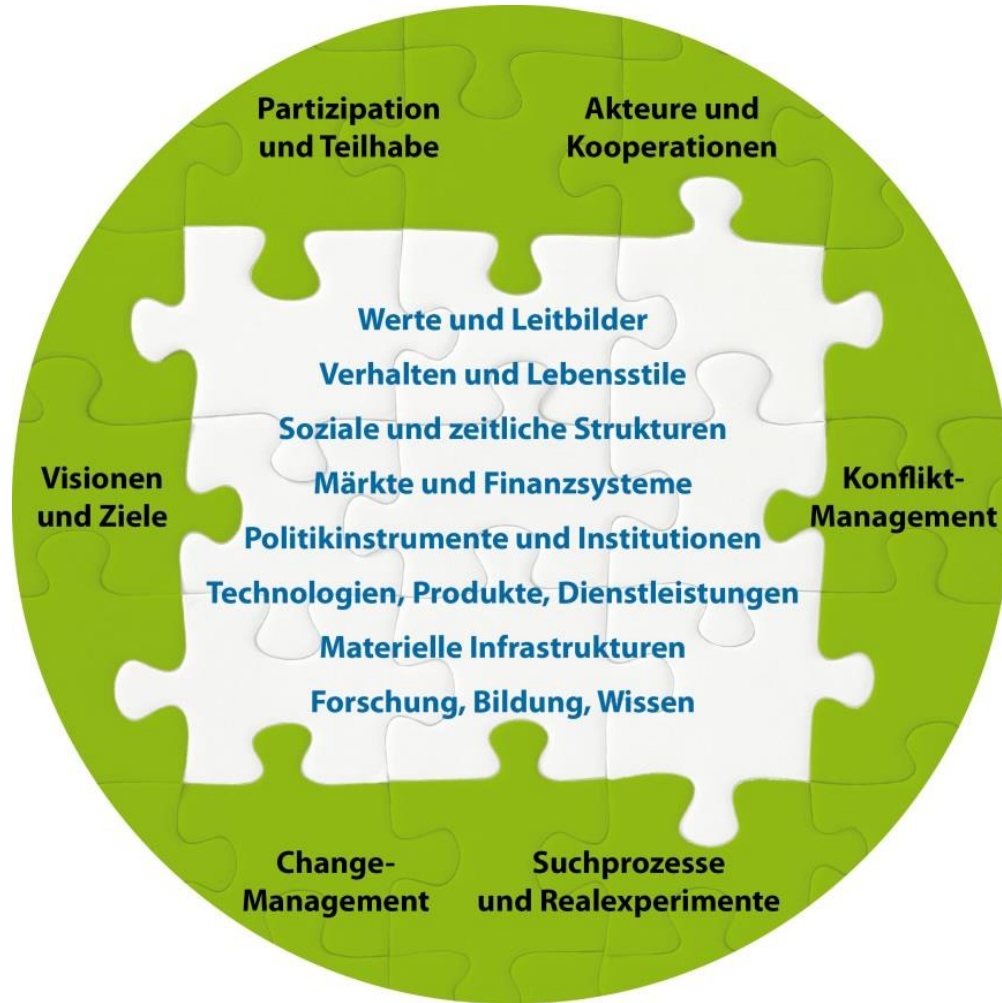 Partizipation
und Teilhabe
Akteure und
Kooperationen
Werte und Leitbilder
Verhalten und Lebensstile
Soziale und zeitliche Strukturen
Märkte und Finanzsysteme
Politikinstrumente und Institutionen
Technologien, Produkte, Dienstleistungen
Materielle Infrastrukturen
Forschung, Bildung, Wissen
Visionen
und Ziele
Konflikt-
Management
Change-
Management
Suchprozesse
und Realexperimente